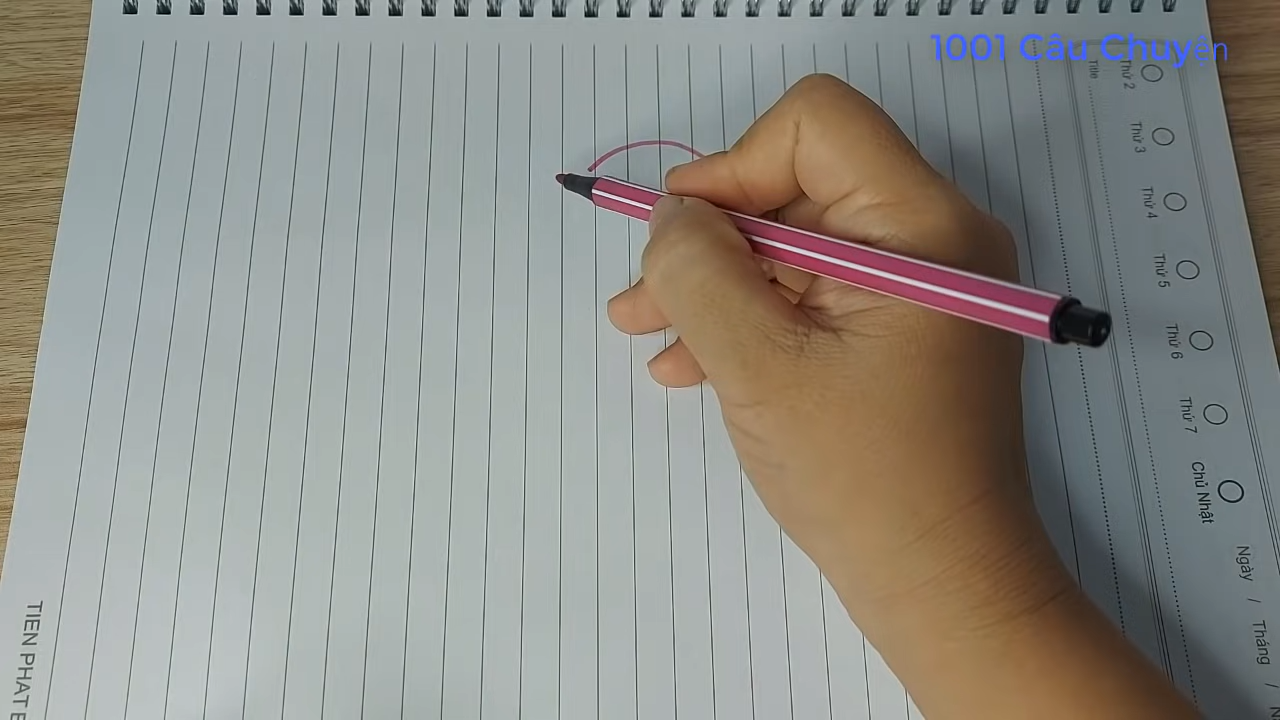 1001 Câu Chuyện
Title
Thứ 2
Thứ 3
Thứ 4
Thứ 5
Thứ 6
Thứ 7
Chủ Nhật
Ngày / Tháng /
TIEN PHAT